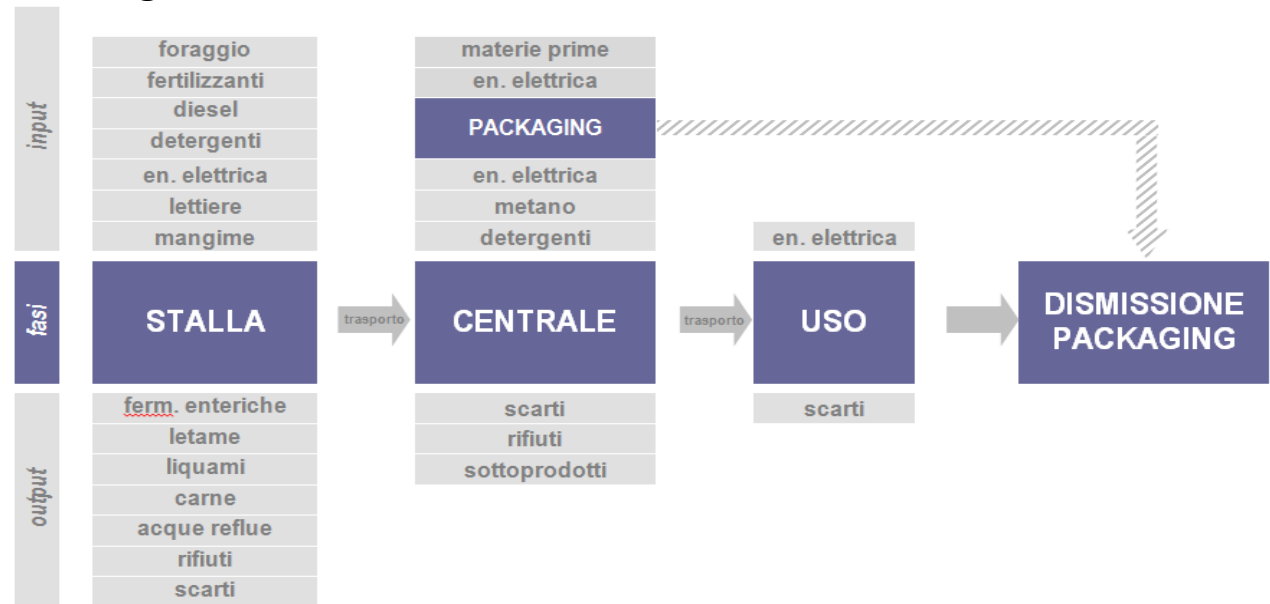 input
foraggio
fertilizzanti
diesel
detergenti
en. elettrica
lettiere
mangime
materie prime
en. elettrica
PACKAGING
en. elettrica
metano
detergenti
en. elettrica
fasi
STALLA
trasporto
CENTRALE
trasporto
USO
DISMISSIONE
PACKAGING
output
ferm. enteriche
letame
liquami
carne
acque reflue
rifiuti
scarti
scarti
rifiuti
sottoprodotti
scarti